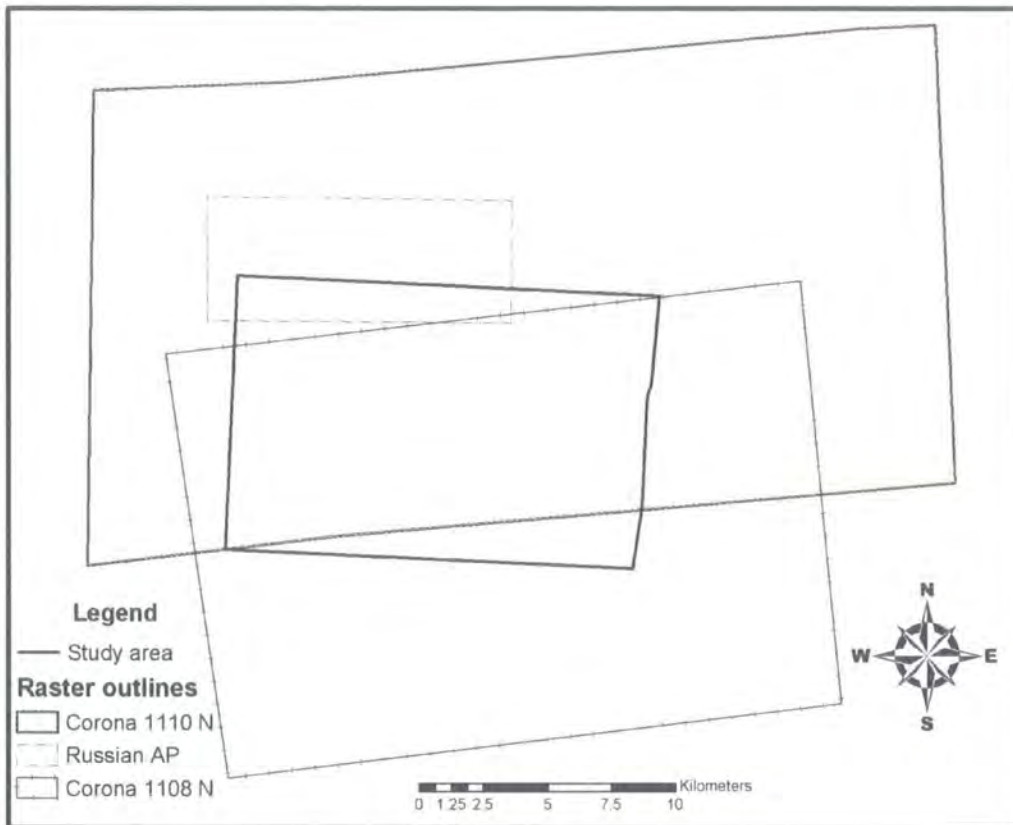 Legend
Study area
Raster outlines
Corona 1110 N
Russian AP
Corona 1108 N
N
W E
S
Kilometers
0 1.25 2.5 5 7.5 10